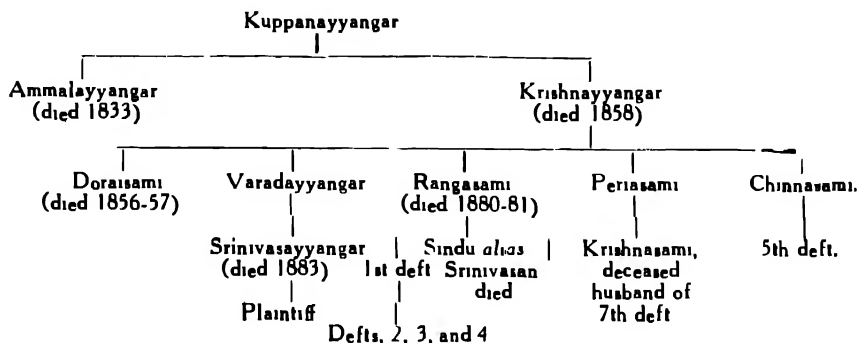 Kuppanayyangar
Ammalayyangar Krishnayyangar
(died 1833) (died 1858)
Doraisami Varadayyangar Rangasami Periasami Chinnasami.
(died 1856-57) (died 1880-81)
Srinivasayyangar Sindu alias Krishnasami, 5th deft.
(died 1883) 1st deft Srinivasan deceased
died husband of
Plaintiff 7th deft
Defts, 2, 3, and 4